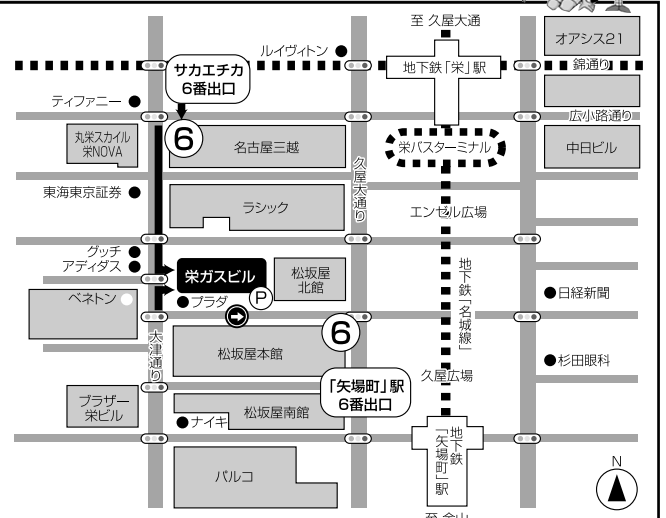 至 久屋大通
オアシス21
ルイヴィトン
地下鉄「栄」駅
錦通り
サカエチカ
6番出口
ティファニー
広小路通り
丸栄スカイル
栄NOVA
6
名古屋三越
栄バスターミナル
中日ビル
久屋大通り
東海東京証券
ラシック
エンゼル広場
グッチ
アディダス
栄ガスビル
松坂屋
北館
地下鉄「名城線」
ベネトン
プラダ
P
日経新聞
大津通り
松坂屋本館
6
杉田眼科
「矢場町」駅
6番出口
久屋広場
ブラザー
栄ビル
ナイキ
松坂屋南館
地下鉄
「矢場町」駅
パルコ
N
至 金山